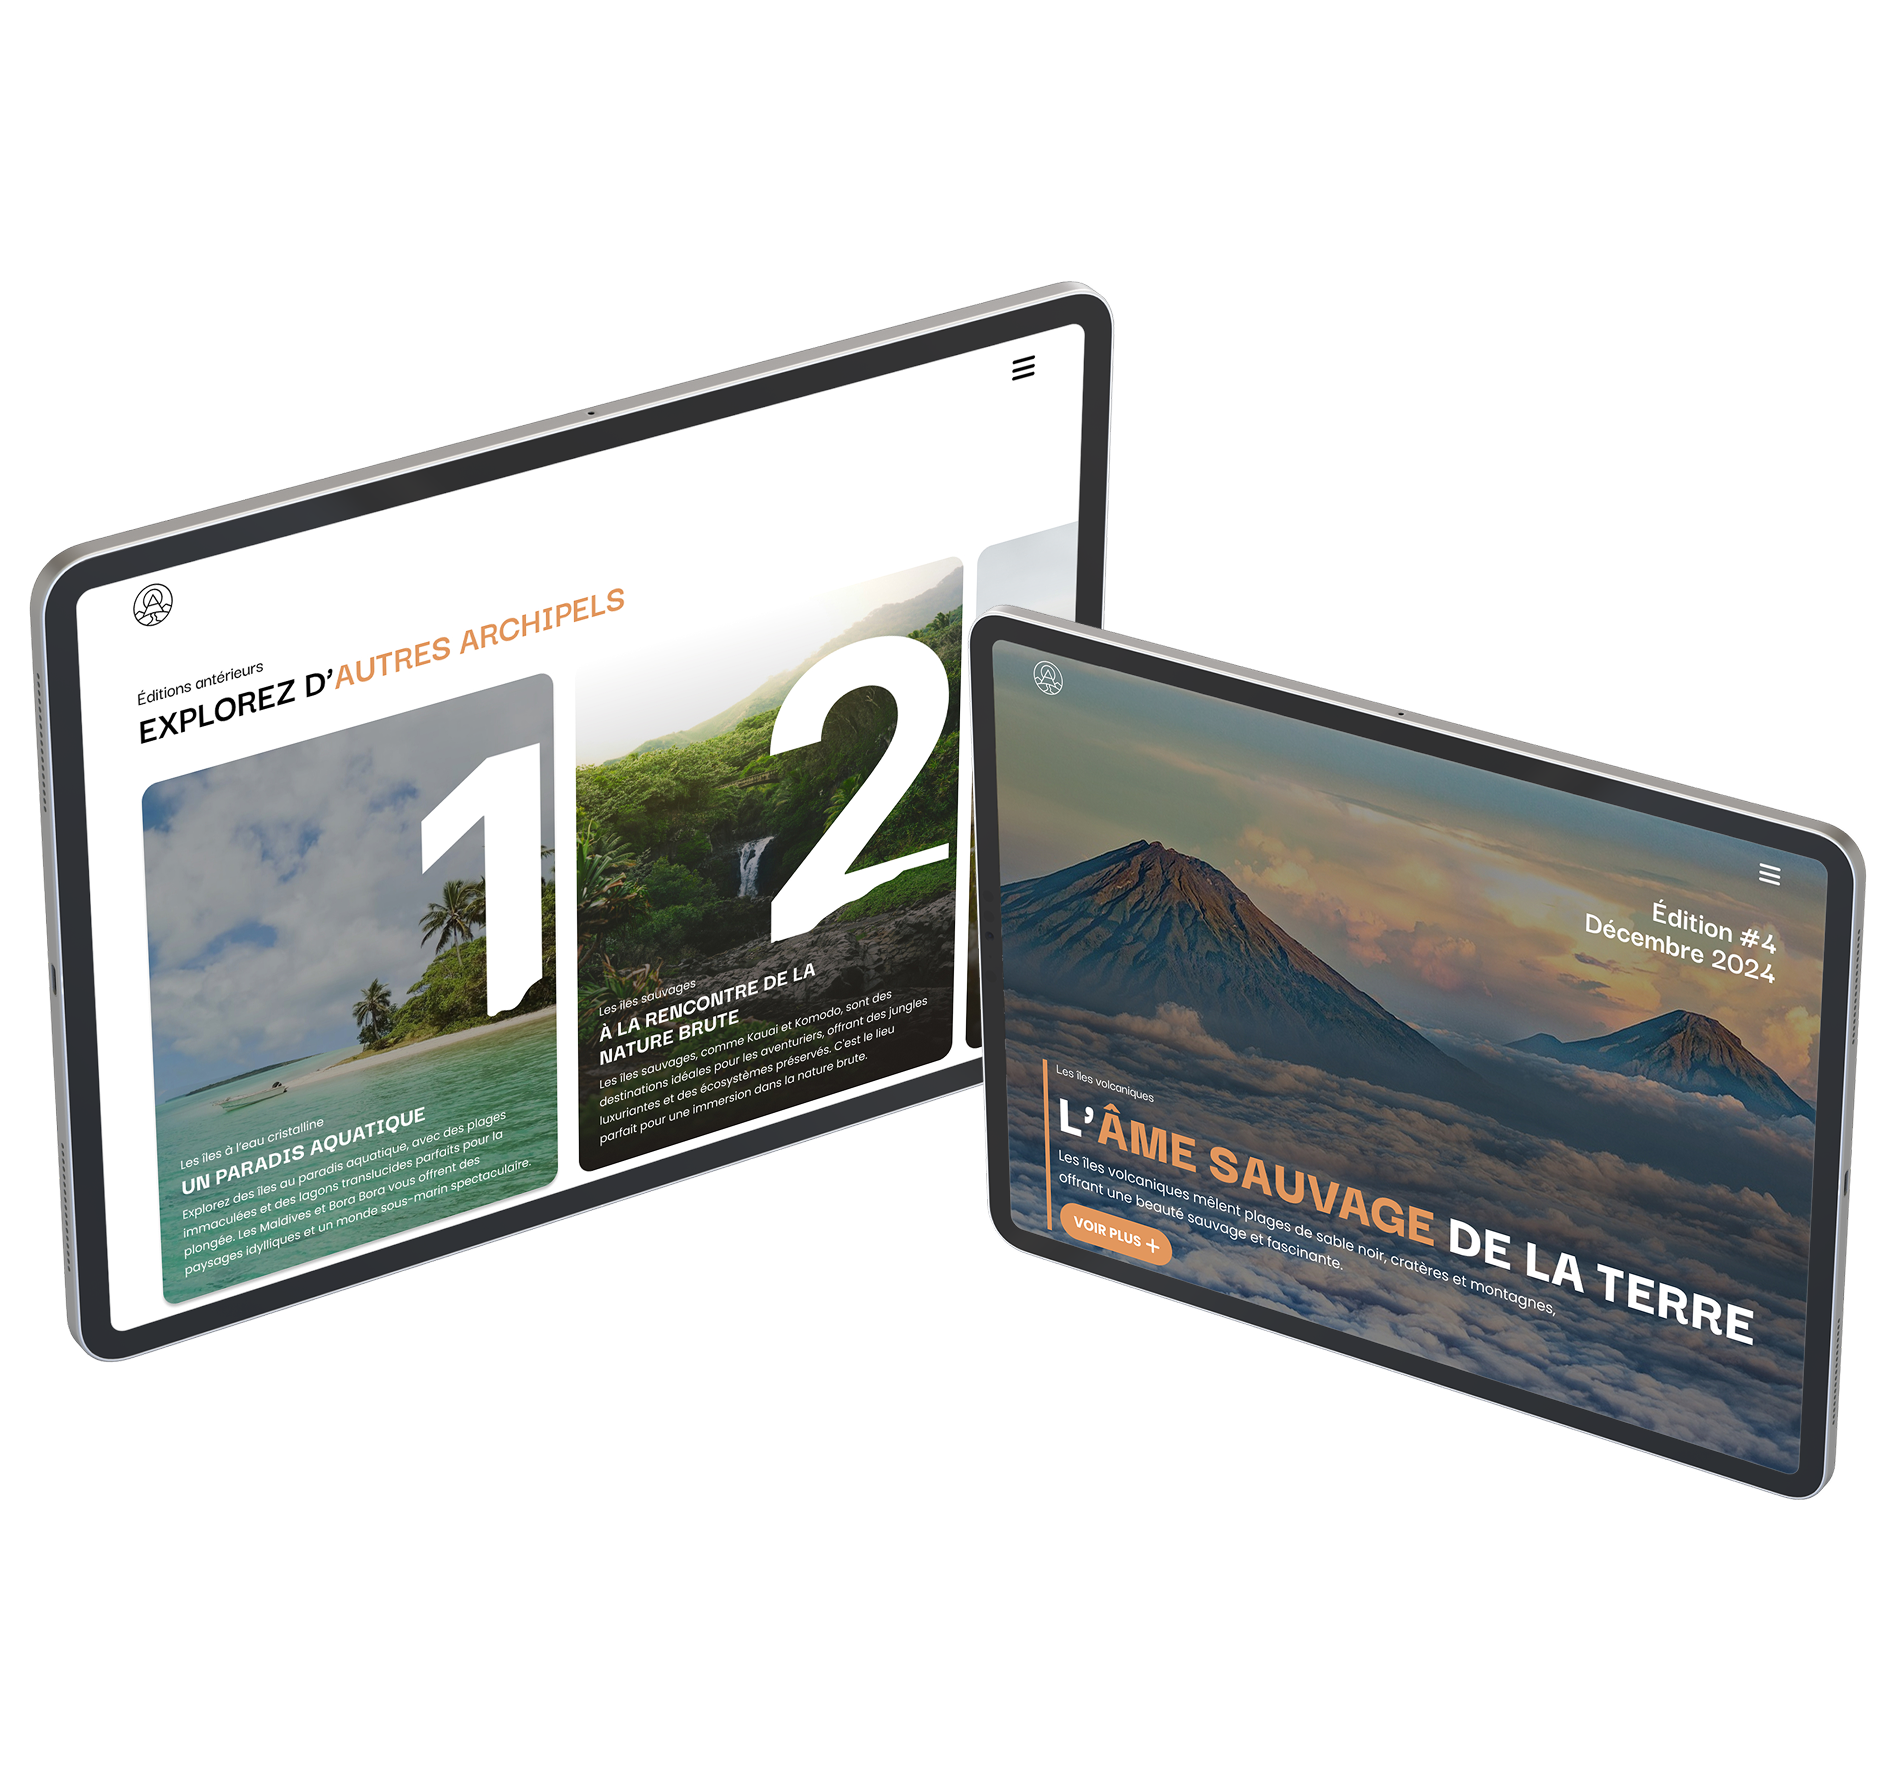 Éditions antérieurs
EXPLOREZ D’AUTRES ARCHIPELS
1
Les îles à l'eau cristalline
UN PARADIS AQUATIQUE
Explorez des îles au paradis aquatique, avec des plages
immaculées et des lagons translucides parfaits pour la
plongée. Les Maldives et Bora Bora vous offrent des
paysages idylliques et un monde sous-marin spectaculaire.
2
Les îles sauvages
À LA RENCONTRE DE LA
NATURE BRUTE
Les îles sauvages, comme Kauai et Komodo, sont des
destinations idéales pour les aventuriers, offrant des jungles
luxuriantes et des écosystèmes préservés. C'est le lieu
parfait pour une immersion dans la nature brute.
Édition #4
Décembre 2024
Les îles volcaniques
L’ÂME SAUVAGE DE LA TERRE
Les îles volcaniques mêlent plages de sable noir, cratères et montagnes,
offrant une beauté sauvage et fascinante.
VOIR PLUS +